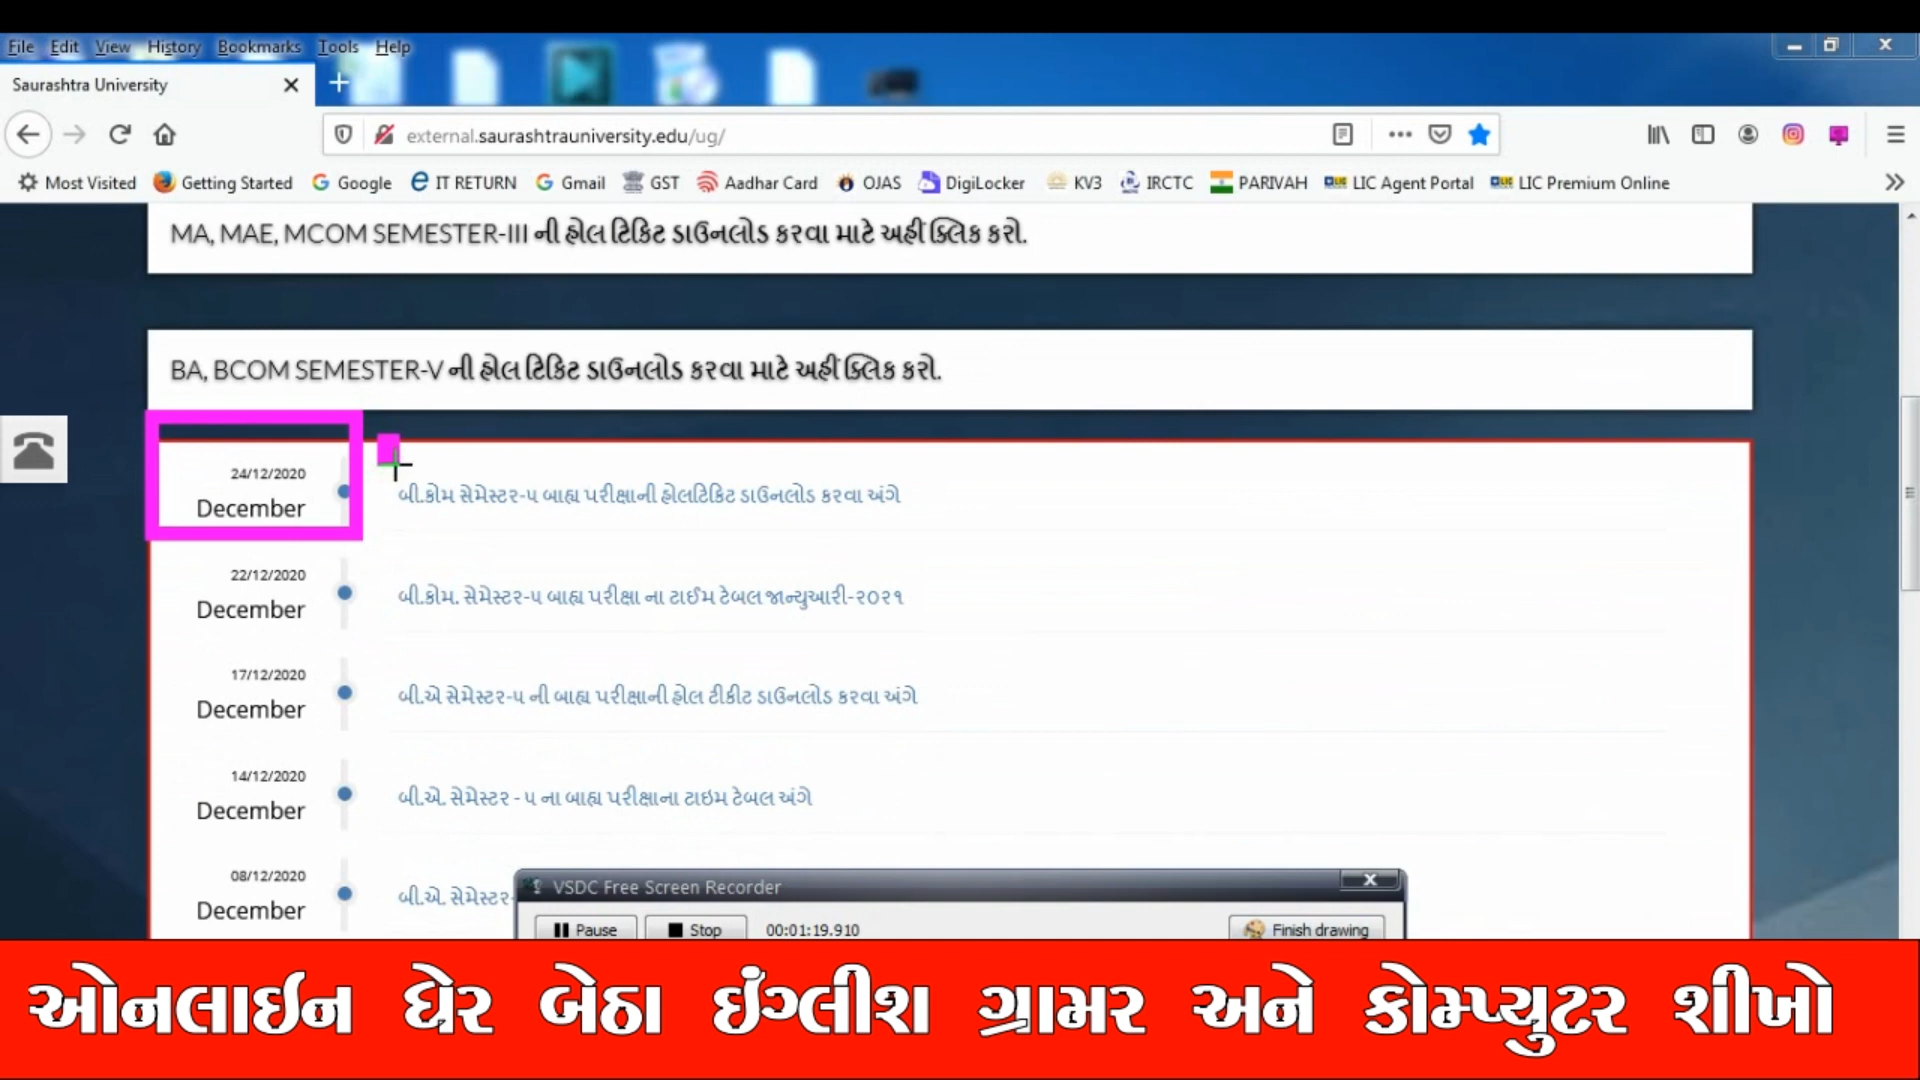 File Edit View History Bookmarks Tools Help
Saurashtra University
external.saurashtrauniversity.edu/ug/
Most Visited Getting Started Google IT RETURN Gmail GST Aadhar Card OJAS DigiLocker KV3 IRCTC PARIVAH LIC Agent Portal LIC Premium Online
MA, MAE, MCOM SEMESTER-III ની હોલ ટિકિટ ડાઉનલોડ કરવા માટે અહીં ક્લિક કરો.
BA, BCOM SEMESTER-V ની હોલ ટિકિટ ડાઉનલોડ કરવા માટે અહીં ક્લિક કરો.
24/12/2020
December
બી.કોમ સેમેસ્ટર-૫ બાહ્ય પરીક્ષાની હોલટિકિટ ડાઉનલોડ કરવા અંગે
22/12/2020
December
બી.કોમ. સેમેસ્ટર-૫ બાહ્ય પરીક્ષા ના ટાઈમ ટેબલ જાન્યુઆરી-૨૦૨૧
17/12/2020
December
બી.એ સેમેસ્ટર-૫ ની બાહ્ય પરીક્ષાની હોલ ટીકીટ ડાઉનલોડ કરવા અંગે
14/12/2020
December
બી.એ. સેમેસ્ટર - ૫ ના બાહ્ય પરીક્ષાના ટાઇમ ટેબલ અંગે
08/12/2020
December
બી.એ. સેમેસ્ટર-
VSDC Free Screen Recorder
Pause Stop 00:01:19.910 Finish drawing
ઓનલાઇન ઘેર બેઠા ઇંગ્લીશ ગ્રામર અને કોમ્પ્યુટર શીખો